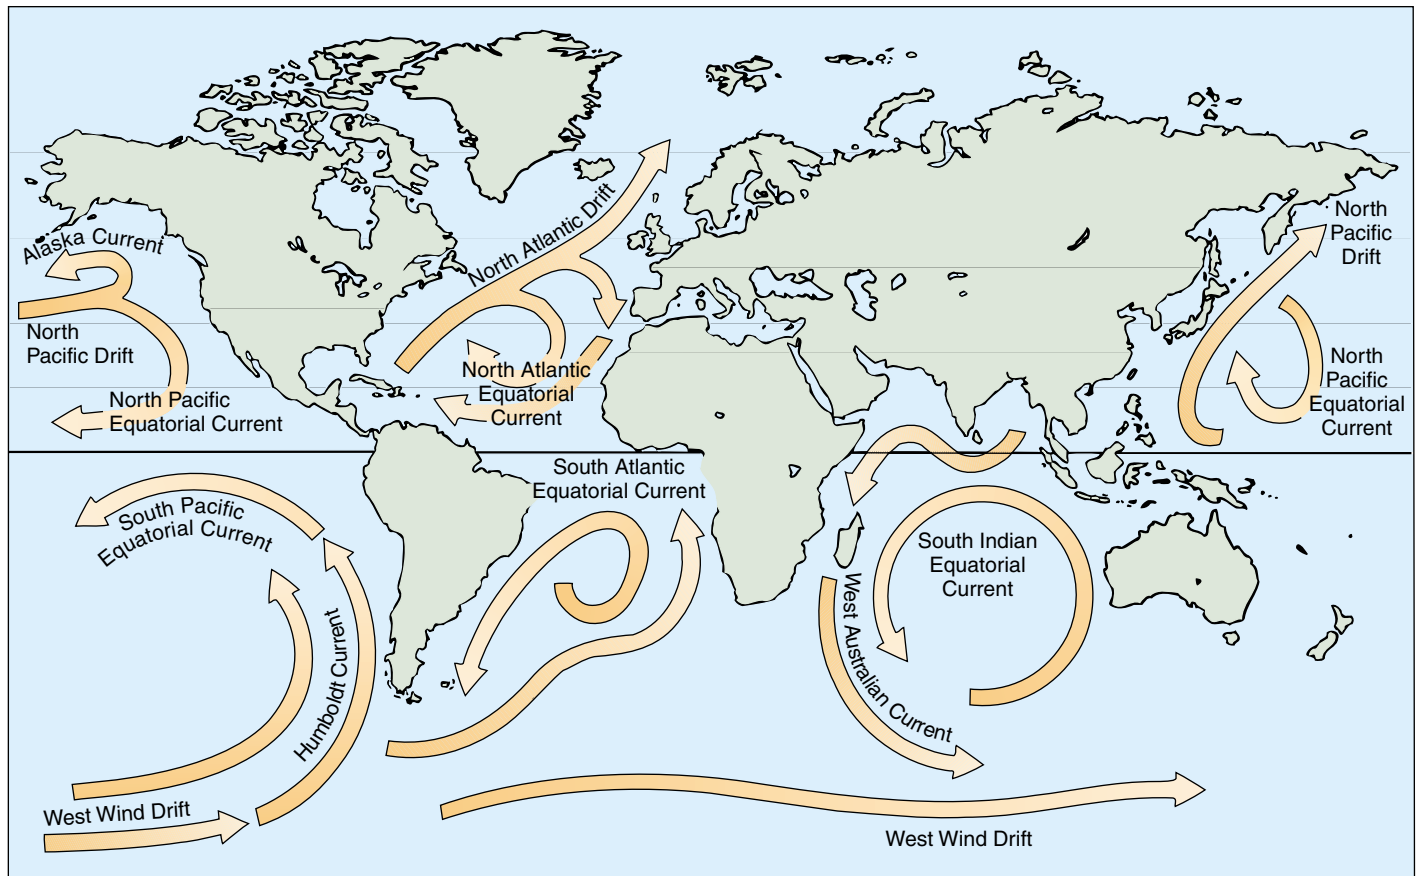 Alaska Current
North
Pacific Drift
North Pacific
Equatorial Current
North Atlantic Drift
North Atlantic
Equatorial
Current
North
Pacific
Drift
North
Pacific
Equatorial
Current
South Atlantic
Equatorial Current
South Pacific
Equatorial Current
Humboldt Current
South Indian
Equatorial
Current
West Australian Current
West Wind Drift
West Wind Drift